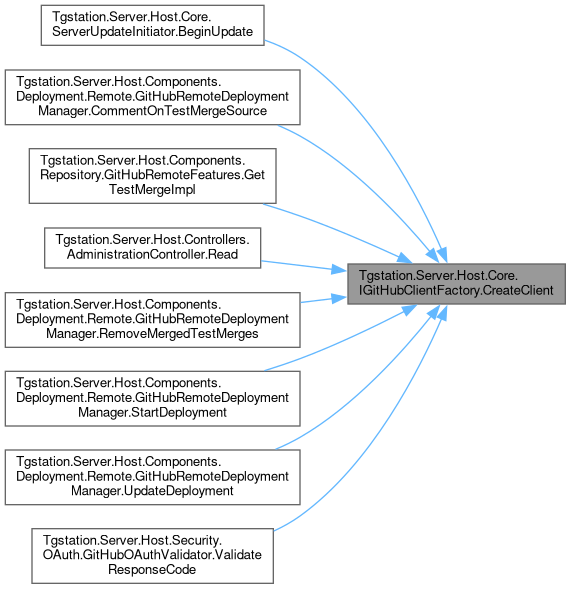 Tgstation.Server.Host.Core.
ServerUpdateInitiator.BeginUpdate
Tgstation.Server.Host.Components.
Deployment.Remote.GitHubRemoteDeployment
Manager.CommentOnTestMergeSource
Tgstation.Server.Host.Components.
Repository.GitHubRemoteFeatures.Get
TestMergeImpl
Tgstation.Server.Host.Controllers.
AdministrationController.Read
Tgstation.Server.Host.Core.
IGitHubClientFactory.CreateClient
Tgstation.Server.Host.Components.
Deployment.Remote.GitHubRemoteDeployment
Manager.RemoveMergedTestMerges
Tgstation.Server.Host.Components.
Deployment.Remote.GitHubRemoteDeployment
Manager.StartDeployment
Tgstation.Server.Host.Components.
Deployment.Remote.GitHubRemoteDeployment
Manager.UpdateDeployment
Tgstation.Server.Host.Security.
OAuth.GitHubOAuthValidator.Validate
ResponseCode